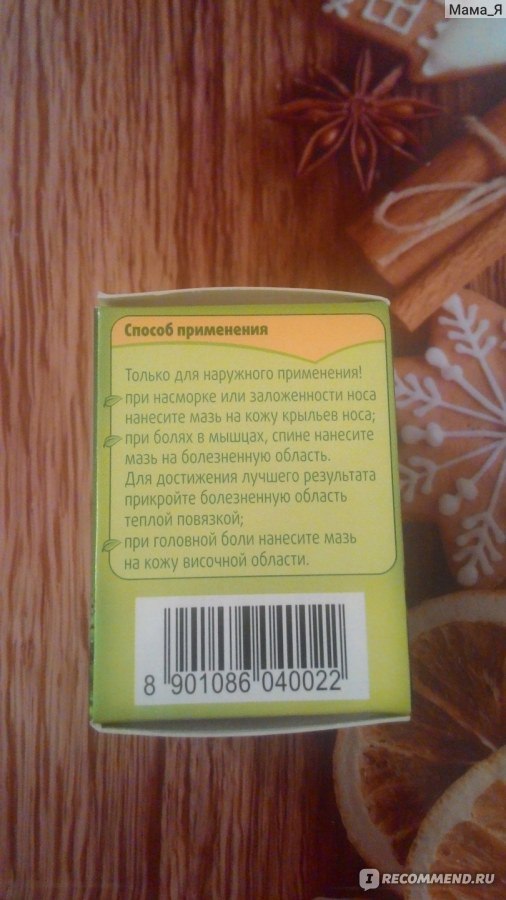 Мама_Я
Способ применения
Только для наружного применения!
при насморке или заложенности носа
нанесите мазь на кожу крыльев носа;
при болях в мышцах, спине нанесите
мазь на болезненную область.
Для достижения лучшего результата
прикройте болезненную область
теплой повязкой;
при головной боли нанесите мазь
на кожу височной области.
8 901086 040022
IRECOMMEND.RU